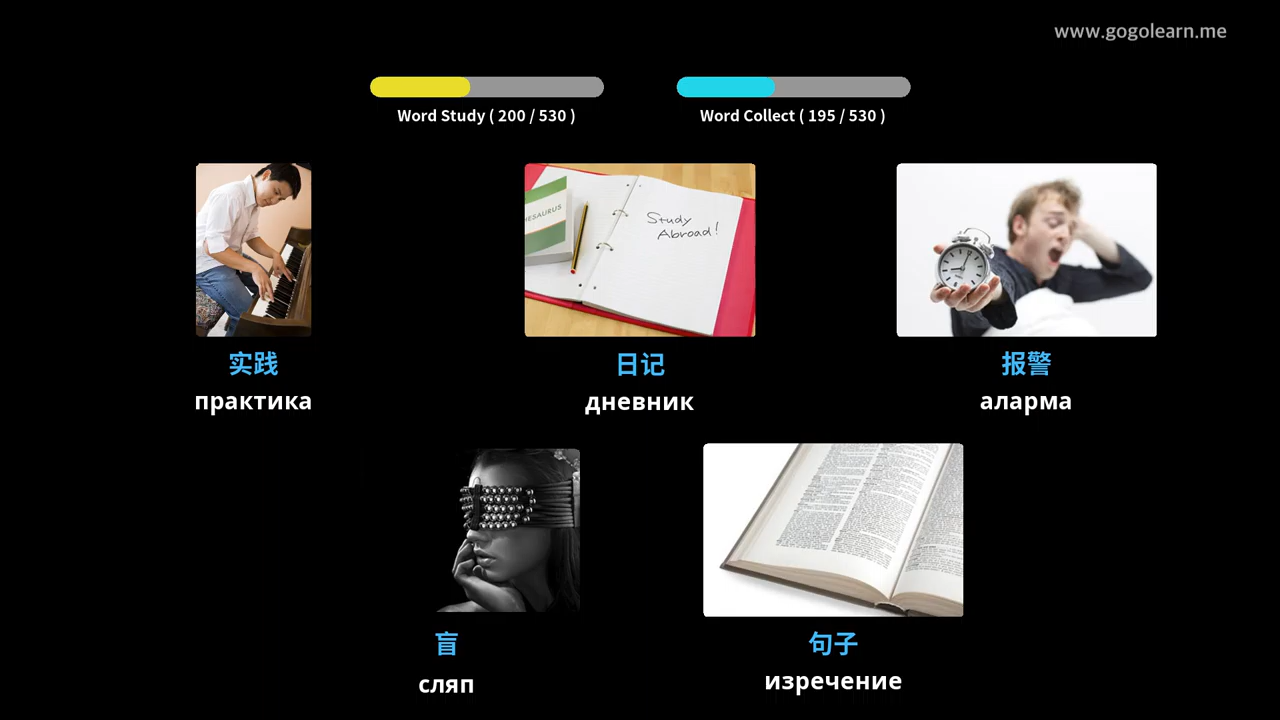 www.gogolearn.me
Word Study ( 200 / 530 )
Word Collect ( 195 / 530 )
HESAURUS
Study
Abroad!
实践
практика
日记
дневник
报警
аларма
盲
сляп
句子
изречение